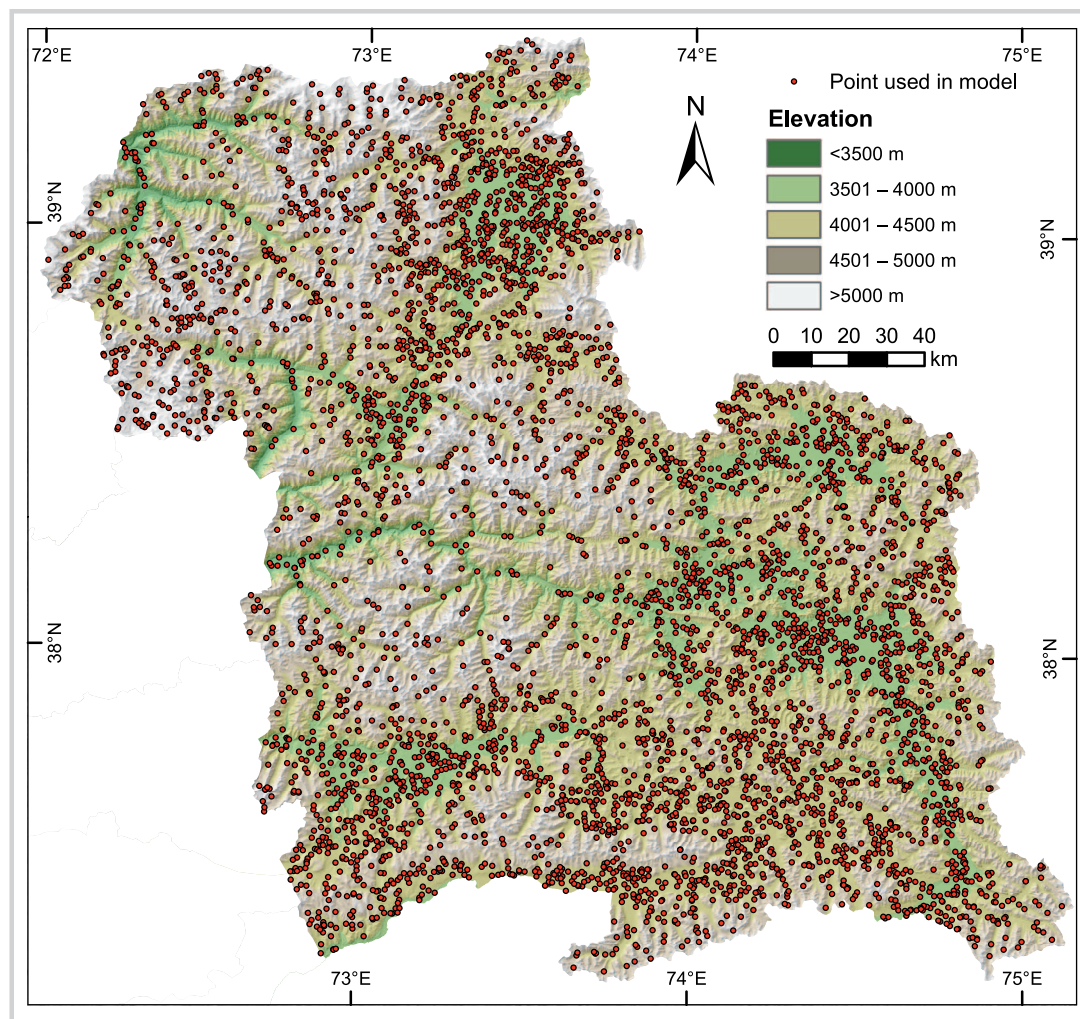 72°E 73°E 74°E 75°E
Point used in model
N
Elevation
<3500 m
3501 – 4000 m
39°N
4001 – 4500 m
39°N
4501 – 5000 m
>5000 m
0 10 20 30 40
km
38°N
38°N
73°E 74°E 75°E